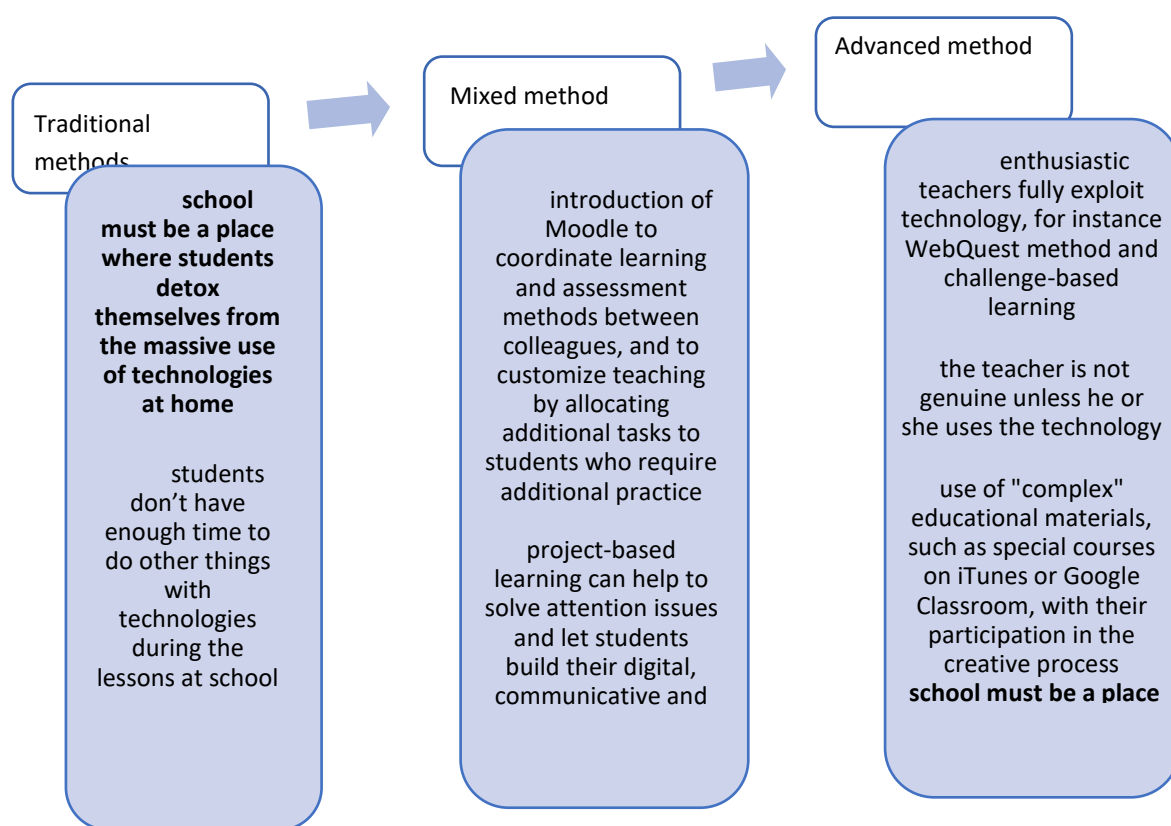 Traditional
methods
school
must be a place
where students
detox
themselves from
the massive use
of technologies
at home
students
don’t have
enough time to
do other things
with
technologies
during the
lessons at school
Mixed method
introduction of
Moodle to
coordinate learning
and assessment
methods between
colleagues, and to
customize teaching
by allocating
additional tasks to
students who require
additional practice
project-based
learning can help to
solve attention issues
and let students
build their digital,
communicative and
Advanced method
enthusiastic
teachers fully exploit
technology, for instance
WebQuest method and
challenge-based
learning
the teacher is not
genuine unless he or
she uses the technology
use of "complex"
educational materials,
such as special courses
on iTunes or Google
Classroom, with their
participation in the
creative process
school must be a place